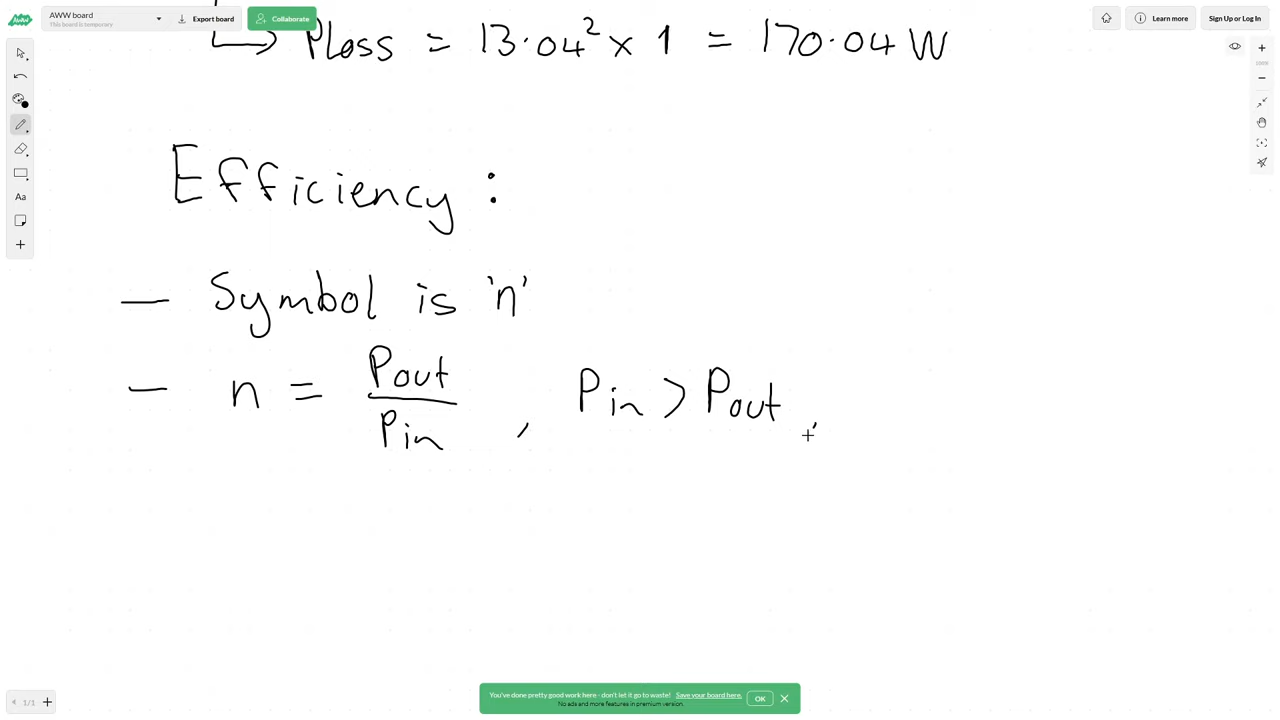 AWW board
This board is temporary
Export board
Collaborate
Learn more
Sign Up or Log In
Ploss = 13.04² x 1 = 170.04 W
Efficiency :
— Symbol is 'n'
— n = Pout / Pin , Pin > Pout
Aa
You've done pretty good work here - don't let it go to waste! Save your board here.
No ads and more features in premium version.
OK
1/1